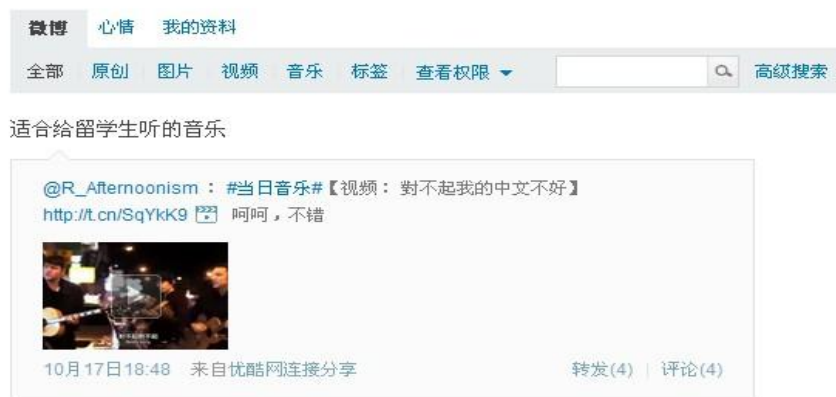 微博 心情 我的资料
全部 原创 图片 视频 音乐 标签 查看权限 高级搜索
适合给留学生听的音乐
@R_Afternoonism： #当日音乐#【视频： 對不起我的中文不好】
http://t.cn/SqYkK9 呵呵，不错
10月17日18:48 来自优酷网连接分享 转发(4) | 评论(4)